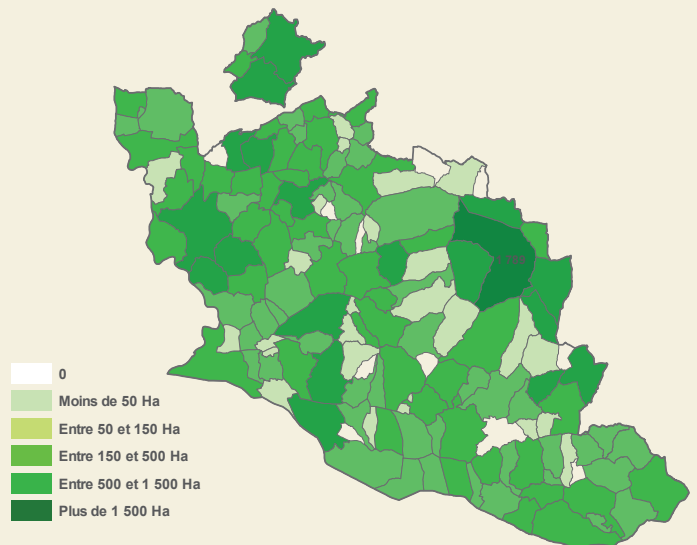 0
Moins de 50 Ha
Entre 50 et 150 Ha
Entre 150 et 500 Ha
Entre 500 et 1 500 Ha
Plus de 1 500 Ha